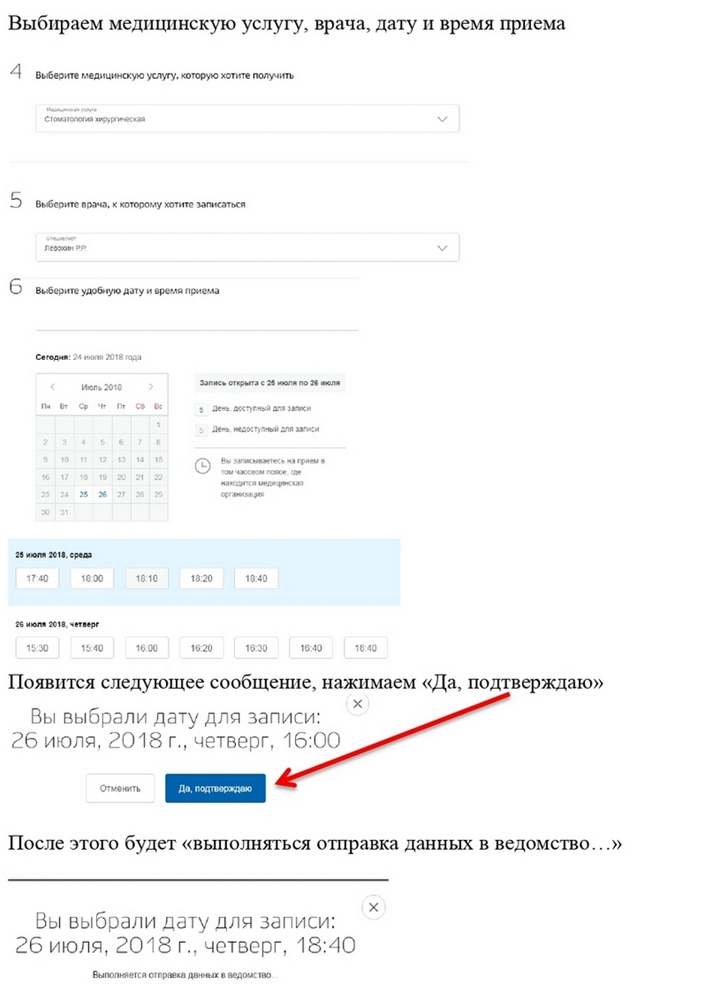 Выбираем медицинскую услугу, врача, дату и время приема
4 Выберите медицинскую услугу, которую хотите получить
Медицинская услуга
Стоматология хирургическая
5 Выберите врача, к которому хотите записаться
Специалист
Левохин Р.Р.
6 Выберите удобную дату и время приема
Сегодня: 24 июля 2018 года
Июль 2018
Пн Вт Ср Чт Пт Сб Вс
1
2 3 4 5 6 7 8
9 10 11 12 13 14 15
16 17 18 19 20 21 22
23 24 25 26 27 28 29
30 31
Запись открыта с 25 июля по 26 июля
5 День, доступный для записи
5 День, недоступный для записи
Вы записываетесь на прием в
том часовом поясе, где
находится медицинская
организация
25 июля 2018, среда
17:40 18:00 18:10 18:20 18:40
26 июля 2018, четверг
15:30 15:40 16:00 16:20 16:30 16:40 18:40
Появится следующее сообщение, нажимаем «Да, подтверждаю»
Вы выбрали дату для записи:
26 июля, 2018 г., четверг, 16:00
Отменить Да, подтверждаю
После этого будет «выполняться отправка данных в ведомство…»
Вы выбрали дату для записи:
26 июля, 2018 г., четверг, 18:40
Выполняется отправка данных в ведомство...